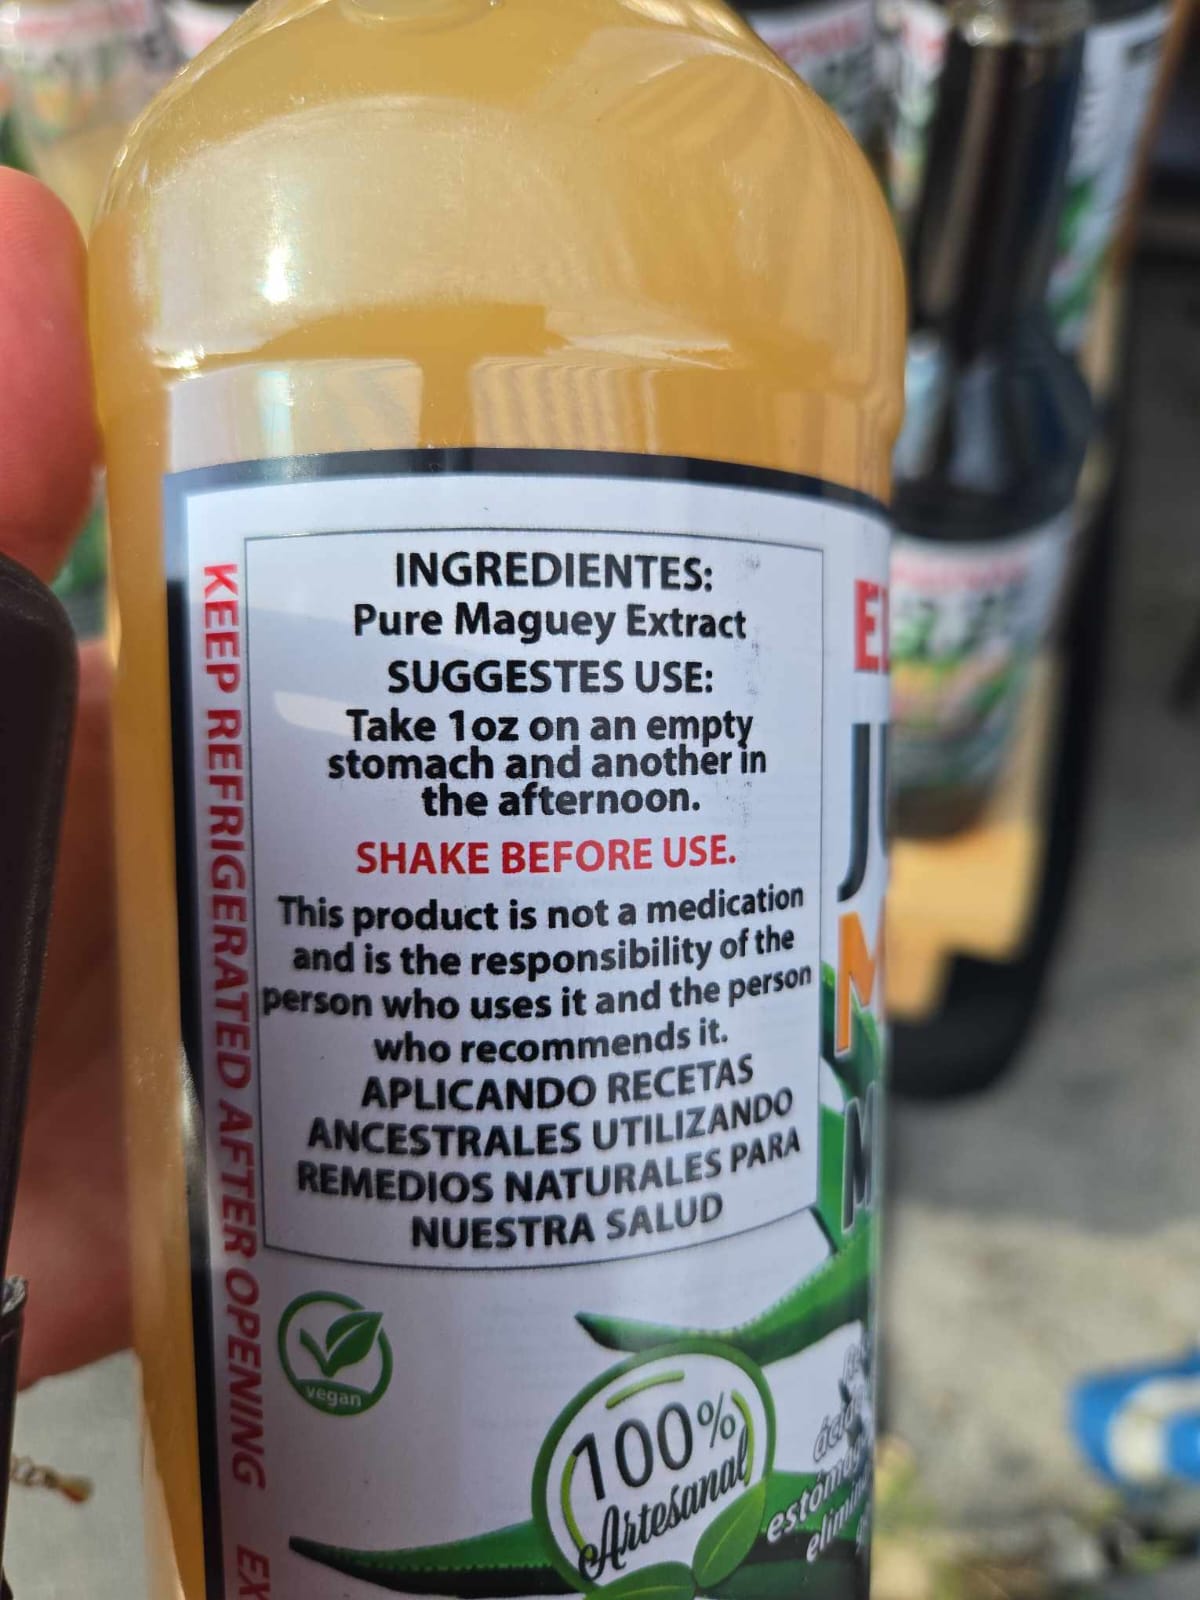 INGREDIENTES:
Pure Maguey Extract
SUGGESTES USE:
Take 1oz on an empty
stomach and another in
the afternoon.
SHAKE BEFORE USE.
This product is not a medication
and is the responsibility of the
person who uses it and the person
who recommends it.
APLICANDO RECETAS
ANCESTRALES UTILIZANDO
REMEDIOS NATURALES PARA
NUESTRA SALUD
KEEP REFRIGERATED AFTER OPENING
vegan
100%
Artesanal